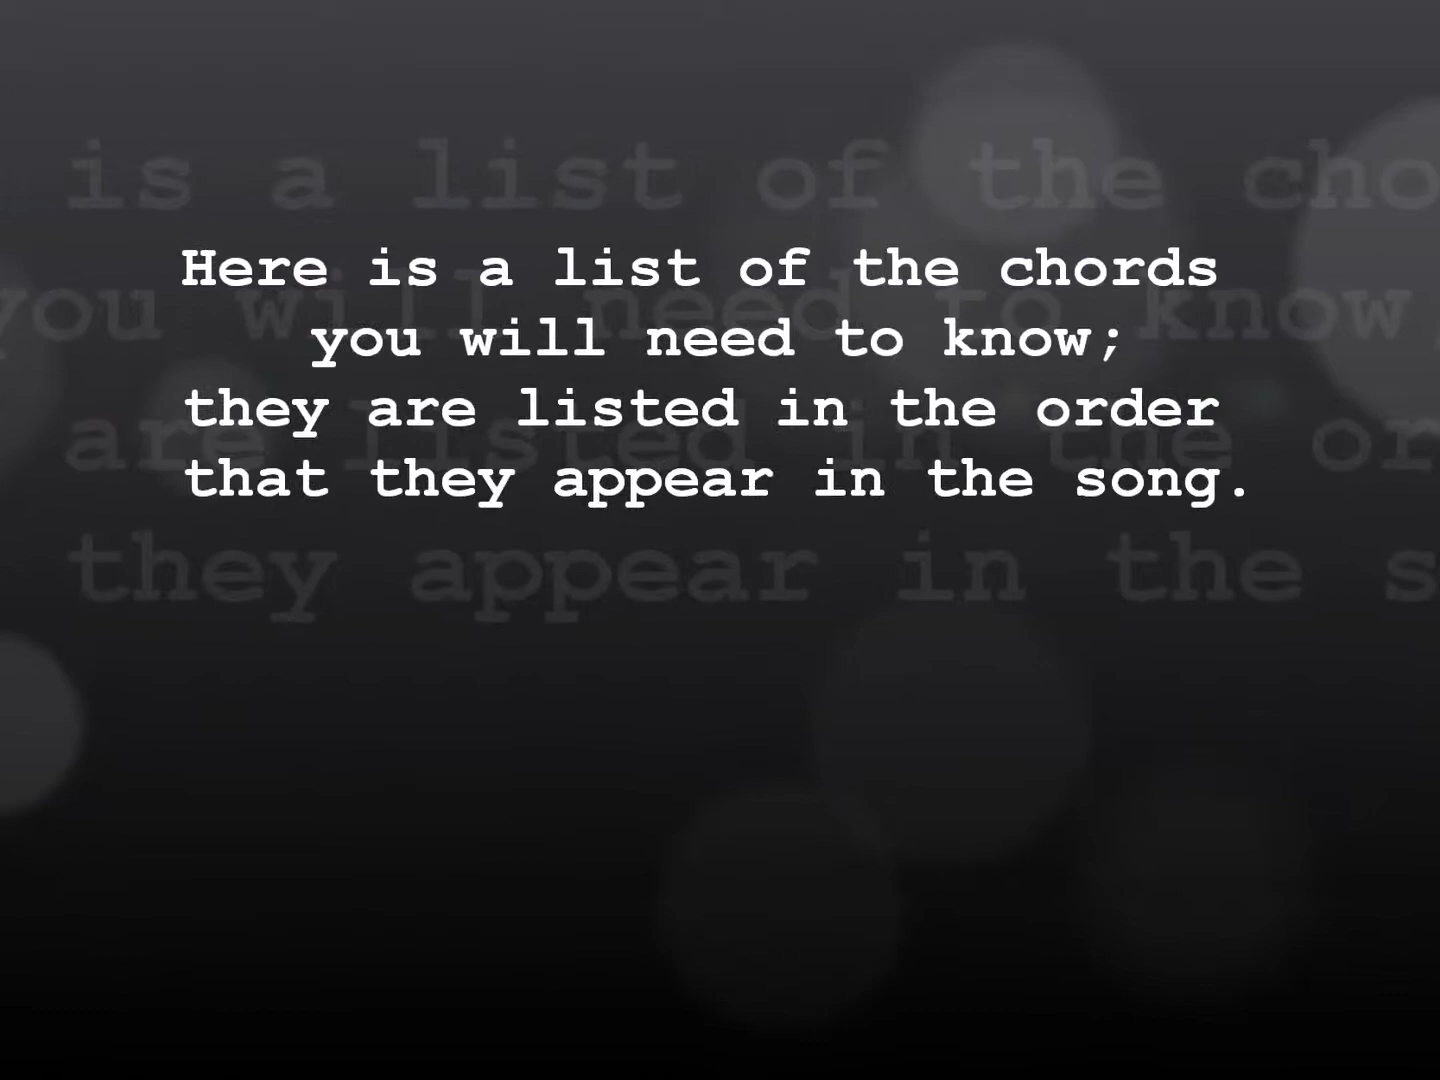 Here is a list of the chords
you will need to know;
they are listed in the order
that they appear in the song.